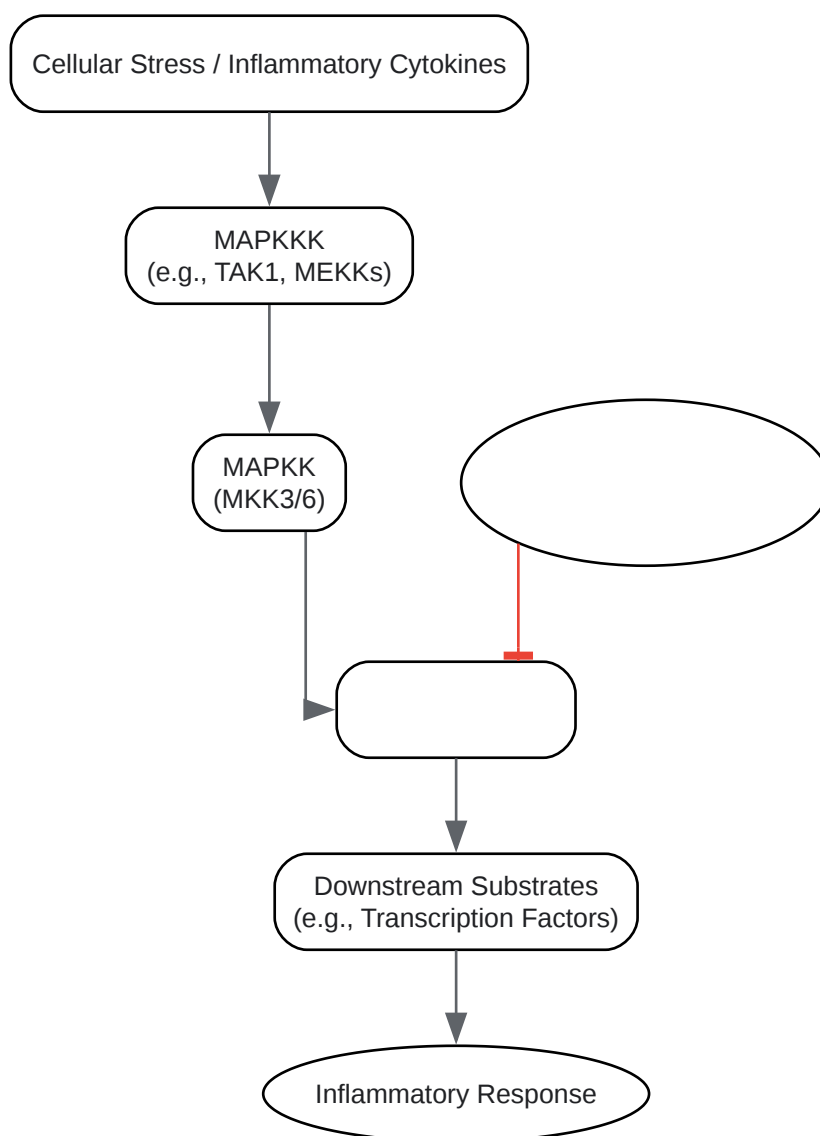 Cellular Stress / Inflammatory Cytokines
MAPKKK
(e.g., TAK1, MEKKs)
MAPKK
(MKK3/6)
Downstream Substrates
(e.g., Transcription Factors)
Inflammatory Response